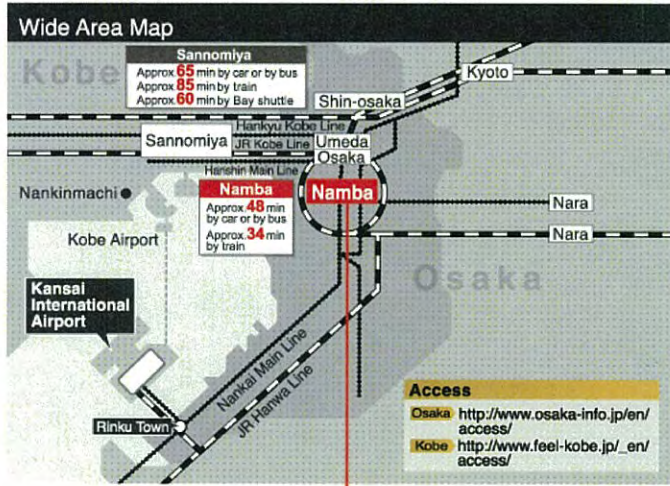 Wide Area Map
Kobe
Sannomiya
Approx.65 min by car or by bus
Approx.85 min by train
Approx.60 min by Bay shuttle
Kyoto
Shin-osaka
Hankyu Kobe Line
Sannomiya
JR Kobe Line
Umeda
Osaka
Hanshin Main Line
Nankinmachi
Namba
Approx.48 min
by car or by bus
Approx.34 min
by train
Namba
Nara
Kobe Airport
Nara
Osaka
Kansai
International
Airport
Nankai Main Line
JR Hanwa Line
Rinku Town
Access
Osaka http://www.osaka-info.jp/en/
access/
Kobe http://www.feel-kobe.jp/_en/
access/